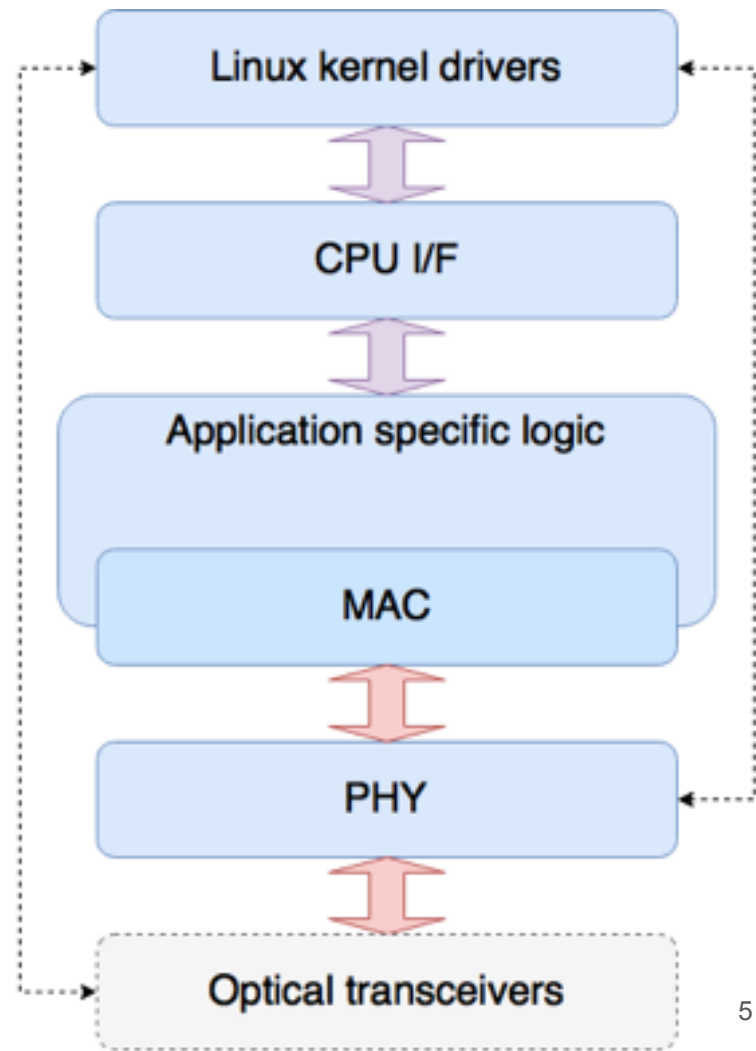 Linux kernel drivers
CPU I/F
Application specific logic
MAC
PHY
Optical transceivers
5